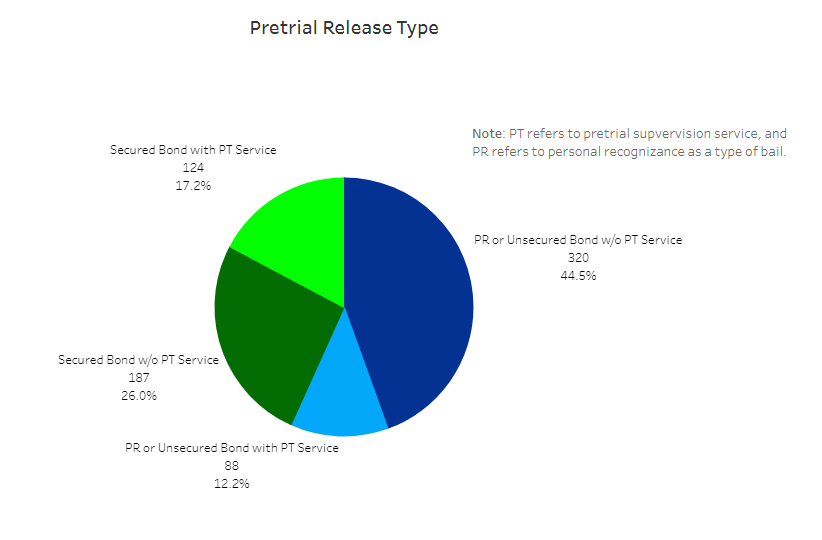 Pretrial Release Type
Note: PT refers to pretrial supvervision service, and
PR refers to personal recognizance as a type of bail.
Secured Bond with PT Service
124
17.2%
PR or Unsecured Bond w/o PT Service
320
44.5%
Secured Bond w/o PT Service
187
26.0%
PR or Unsecured Bond with PT Service
88
12.2%